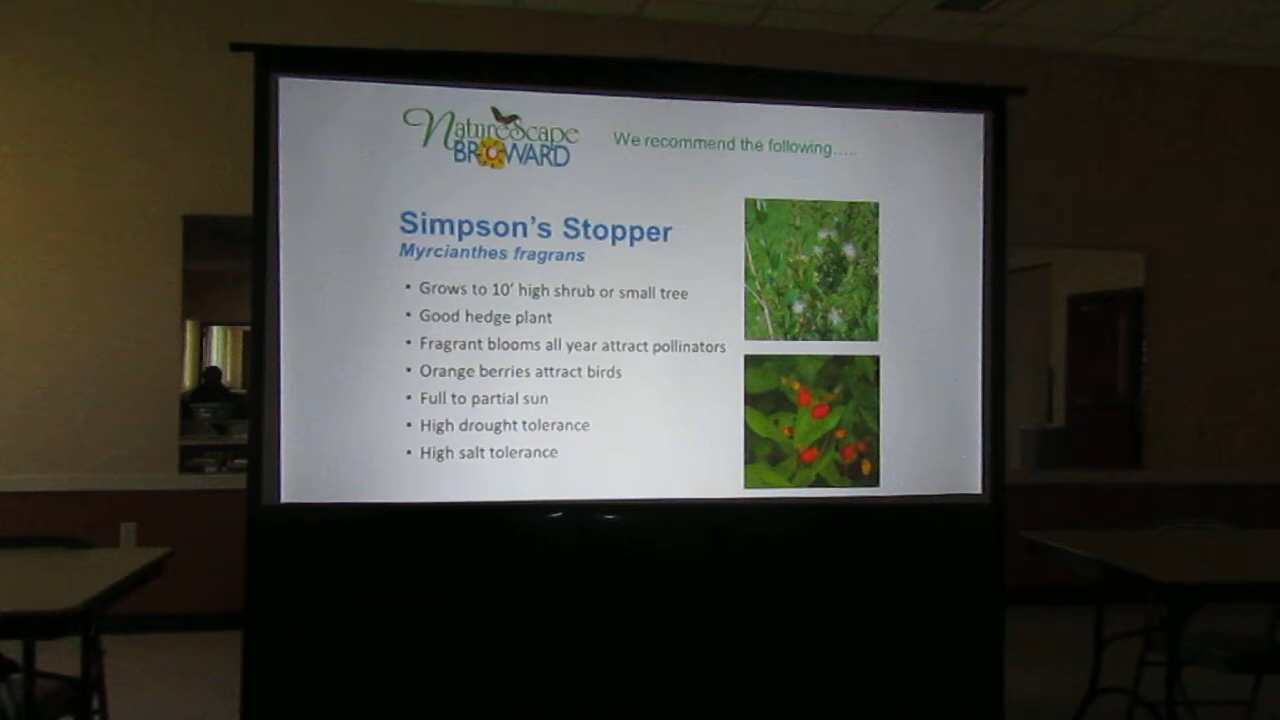 NatureScape
BROWARD
We recommend the following.....
Simpson's Stopper
Myrcianthes fragrans
• Grows to 10' high shrub or small tree
• Good hedge plant
• Fragrant blooms all year attract pollinators
• Orange berries attract birds
• Full to partial sun
• High drought tolerance
• High salt tolerance